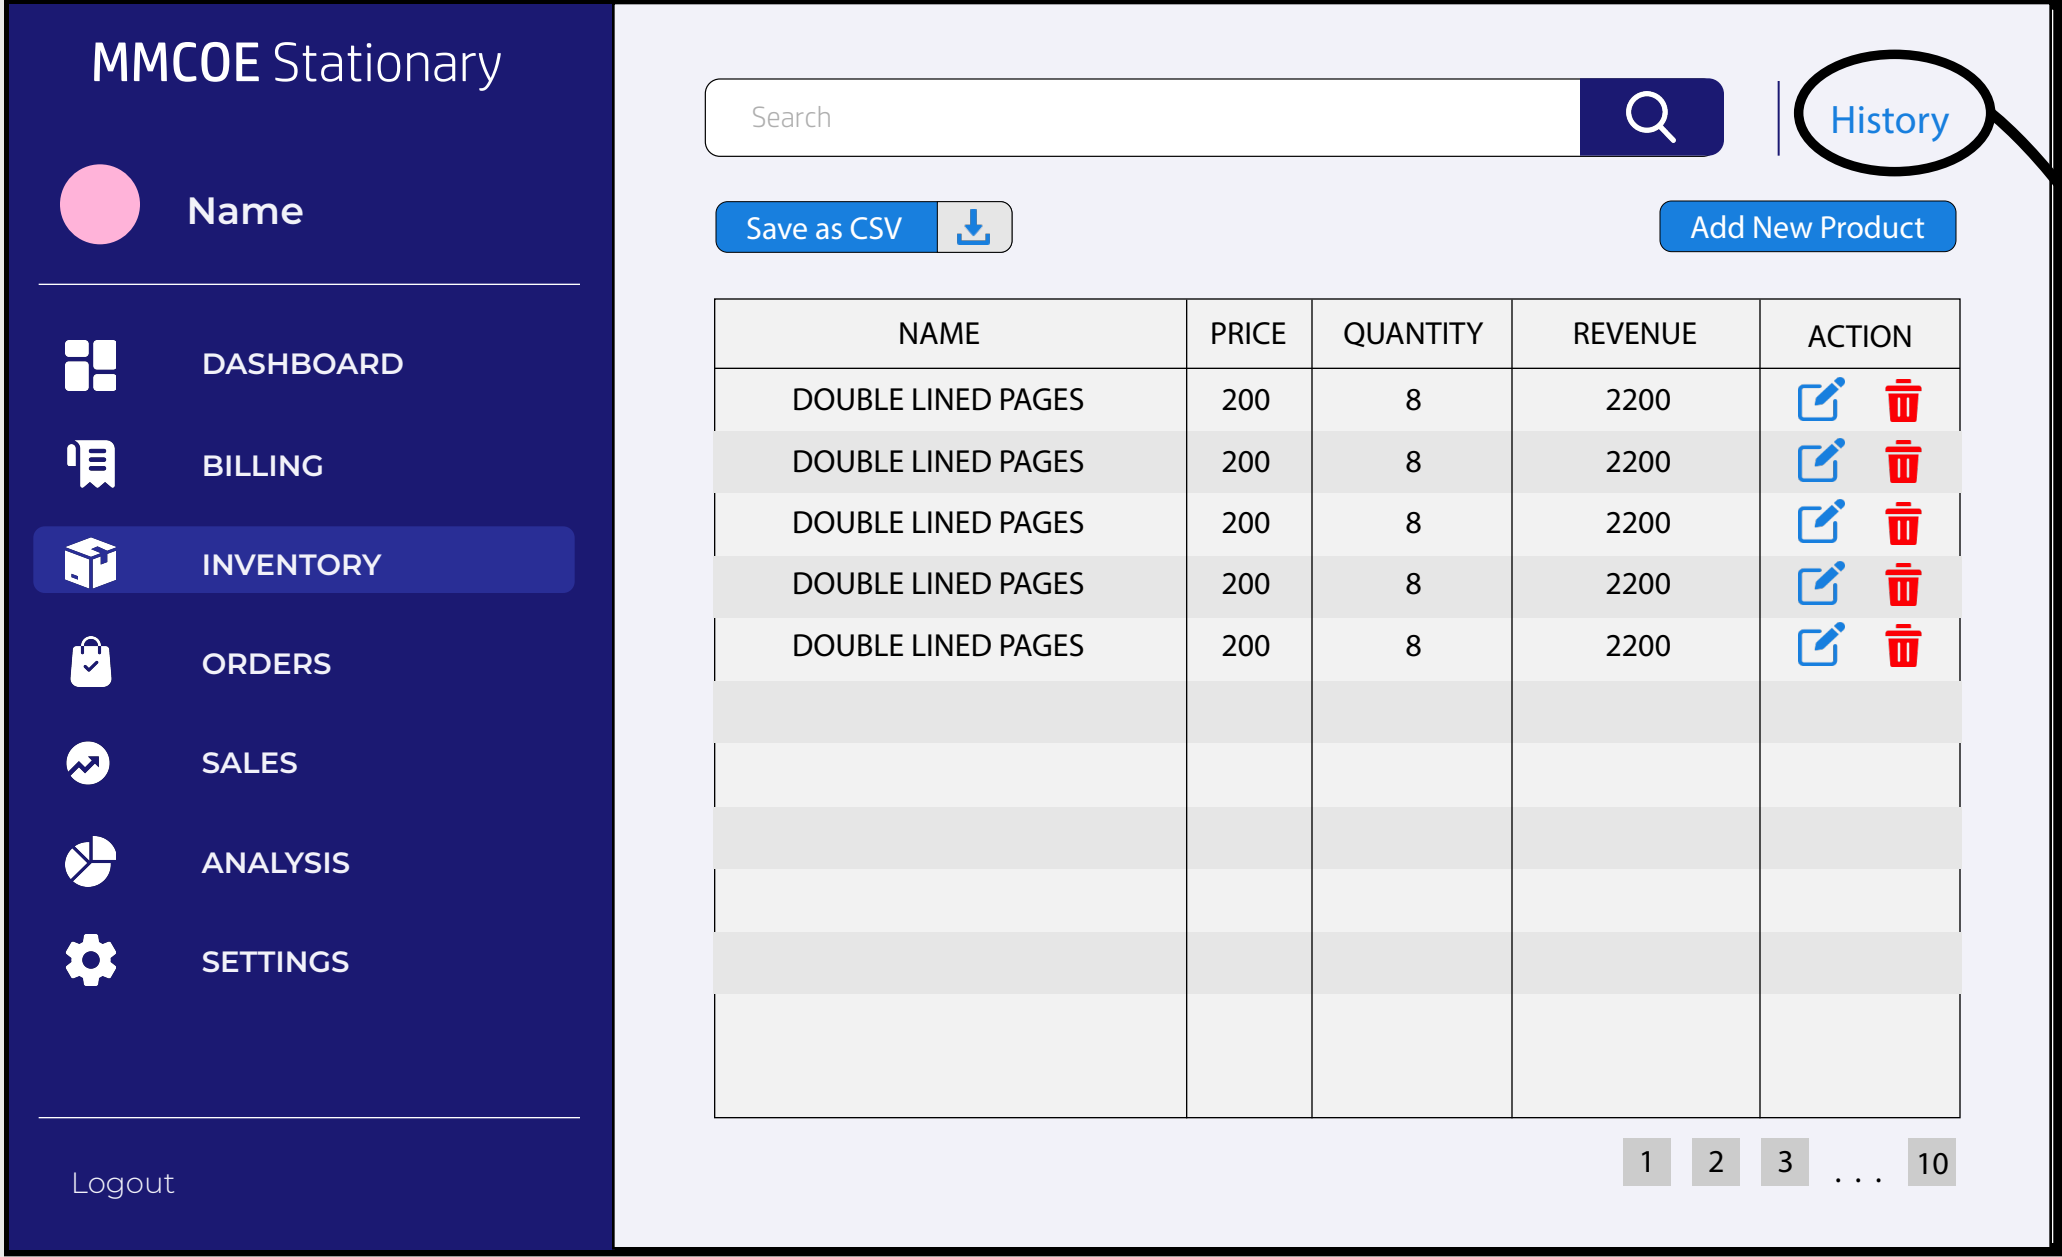 MMCOE Stationary
Name
DASHBOARD
BILLING
INVENTORY
ORDERS
SALES
ANALYSIS
SETTINGS
Logout
Search
History
Save as CSV
Add New Product
NAME PRICE QUANTITY REVENUE ACTION
DOUBLE LINED PAGES 200 8 2200
DOUBLE LINED PAGES 200 8 2200
DOUBLE LINED PAGES 200 8 2200
DOUBLE LINED PAGES 200 8 2200
DOUBLE LINED PAGES 200 8 2200
1 2 3 . . . 10